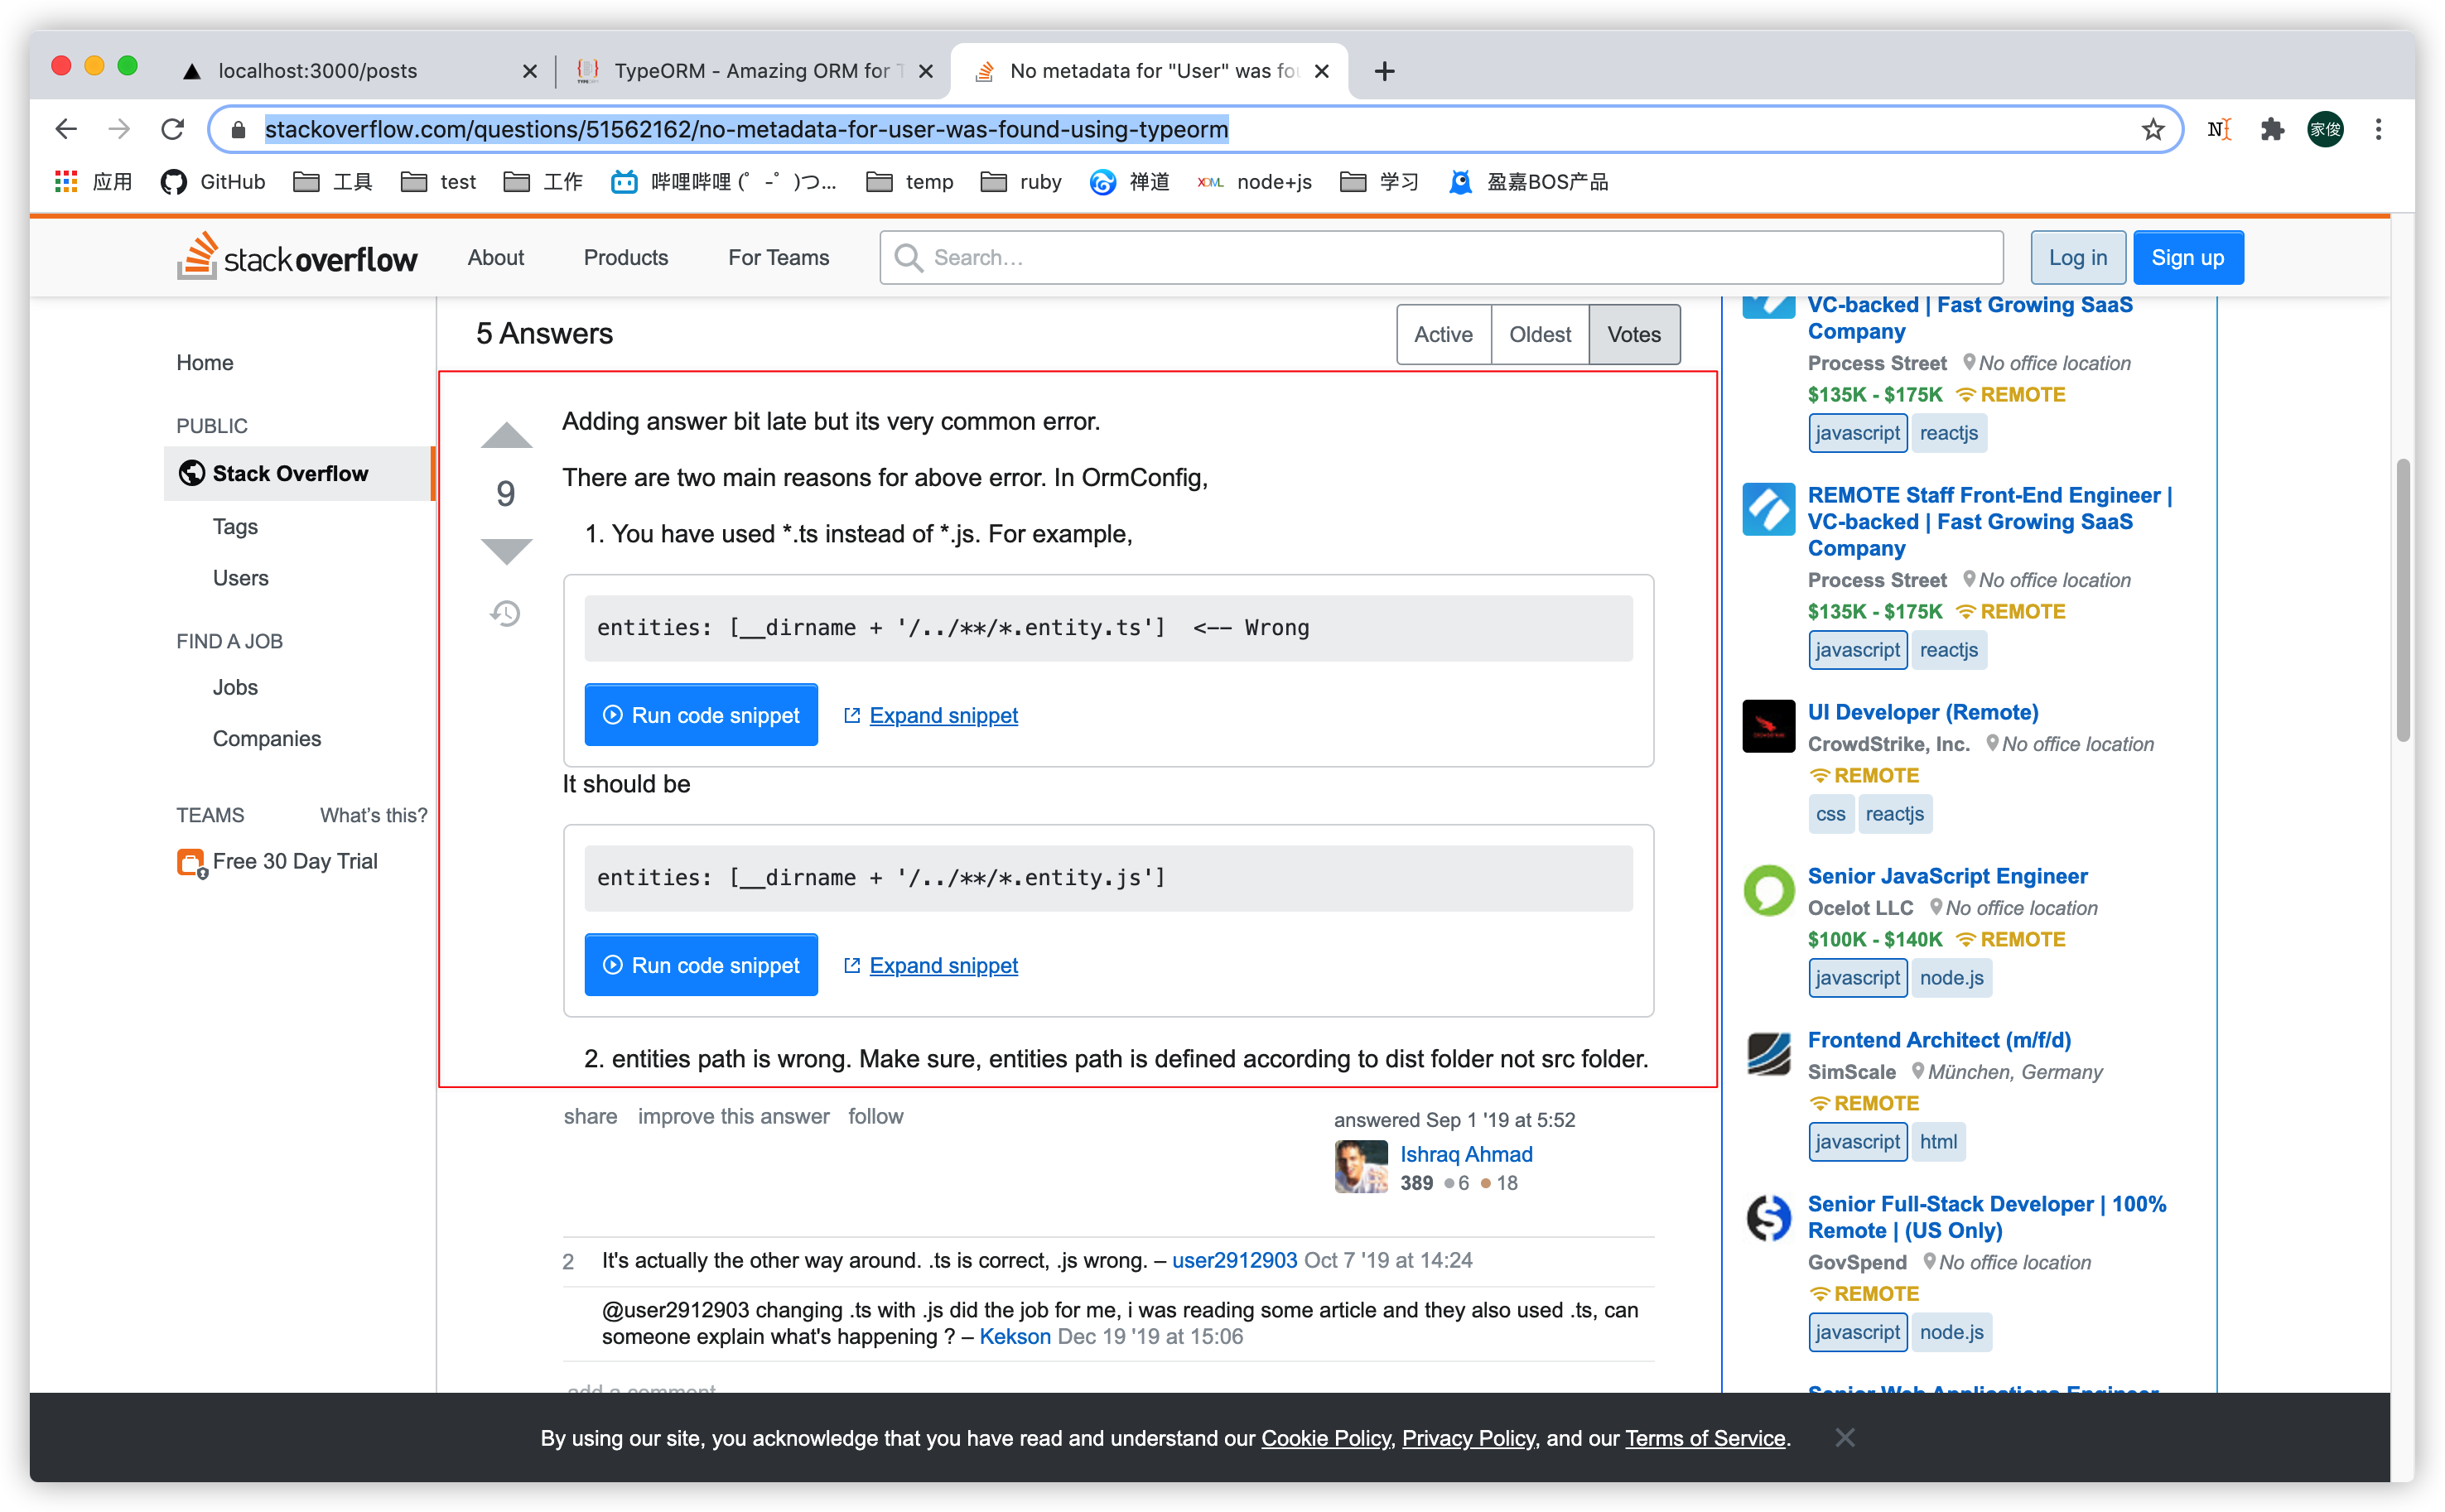 localhost:3000/posts
TypeORM - Amazing ORM for T
No metadata for "User" was fou
stackoverflow.com/questions/51562162/no-metadata-for-user-was-found-using-typeorm
家俊
应用
GitHub
工具
test
工作
哔哩哔哩 (゜-゜)つ...
temp
ruby
禅道
node+js
学习
盈嘉BOS产品
stackoverflow
About
Products
For Teams
Search…
Log in
Sign up
Home
PUBLIC
Stack Overflow
Tags
Users
FIND A JOB
Jobs
Companies
TEAMS
What's this?
Free 30 Day Trial
5 Answers
Active
Oldest
Votes
9
Adding answer bit late but its very common error.
There are two main reasons for above error. In OrmConfig,
1. You have used *.ts instead of *.js. For example,
entities: [__dirname + '/../**/*.entity.ts']  <-- Wrong
Run code snippet
Expand snippet
It should be
entities: [__dirname + '/../**/*.entity.js']
Run code snippet
Expand snippet
2. entities path is wrong. Make sure, entities path is defined according to dist folder not src folder.
share improve this answer follow
answered Sep 1 '19 at 5:52
Ishraq Ahmad
389 6 18
2
It's actually the other way around. .ts is correct, .js wrong. – user2912903 Oct 7 '19 at 14:24
@user2912903 changing .ts with .js did the job for me, i was reading some article and they also used .ts, can
someone explain what's happening ? – Kekson Dec 19 '19 at 15:06
add a comment
VC-backed | Fast Growing SaaS
Company
Process Street No office location
$135K - $175K REMOTE
javascript reactjs
REMOTE Staff Front-End Engineer |
VC-backed | Fast Growing SaaS
Company
Process Street No office location
$135K - $175K REMOTE
javascript reactjs
UI Developer (Remote)
CrowdStrike, Inc. No office location
REMOTE
css reactjs
Senior JavaScript Engineer
Ocelot LLC No office location
$100K - $140K REMOTE
javascript node.js
Frontend Architect (m/f/d)
SimScale München, Germany
REMOTE
javascript html
Senior Full-Stack Developer | 100%
Remote | (US Only)
GovSpend No office location
REMOTE
javascript node.js
Senior Web Applications Engineer
By using our site, you acknowledge that you have read and understand our Cookie Policy, Privacy Policy, and our Terms of Service.